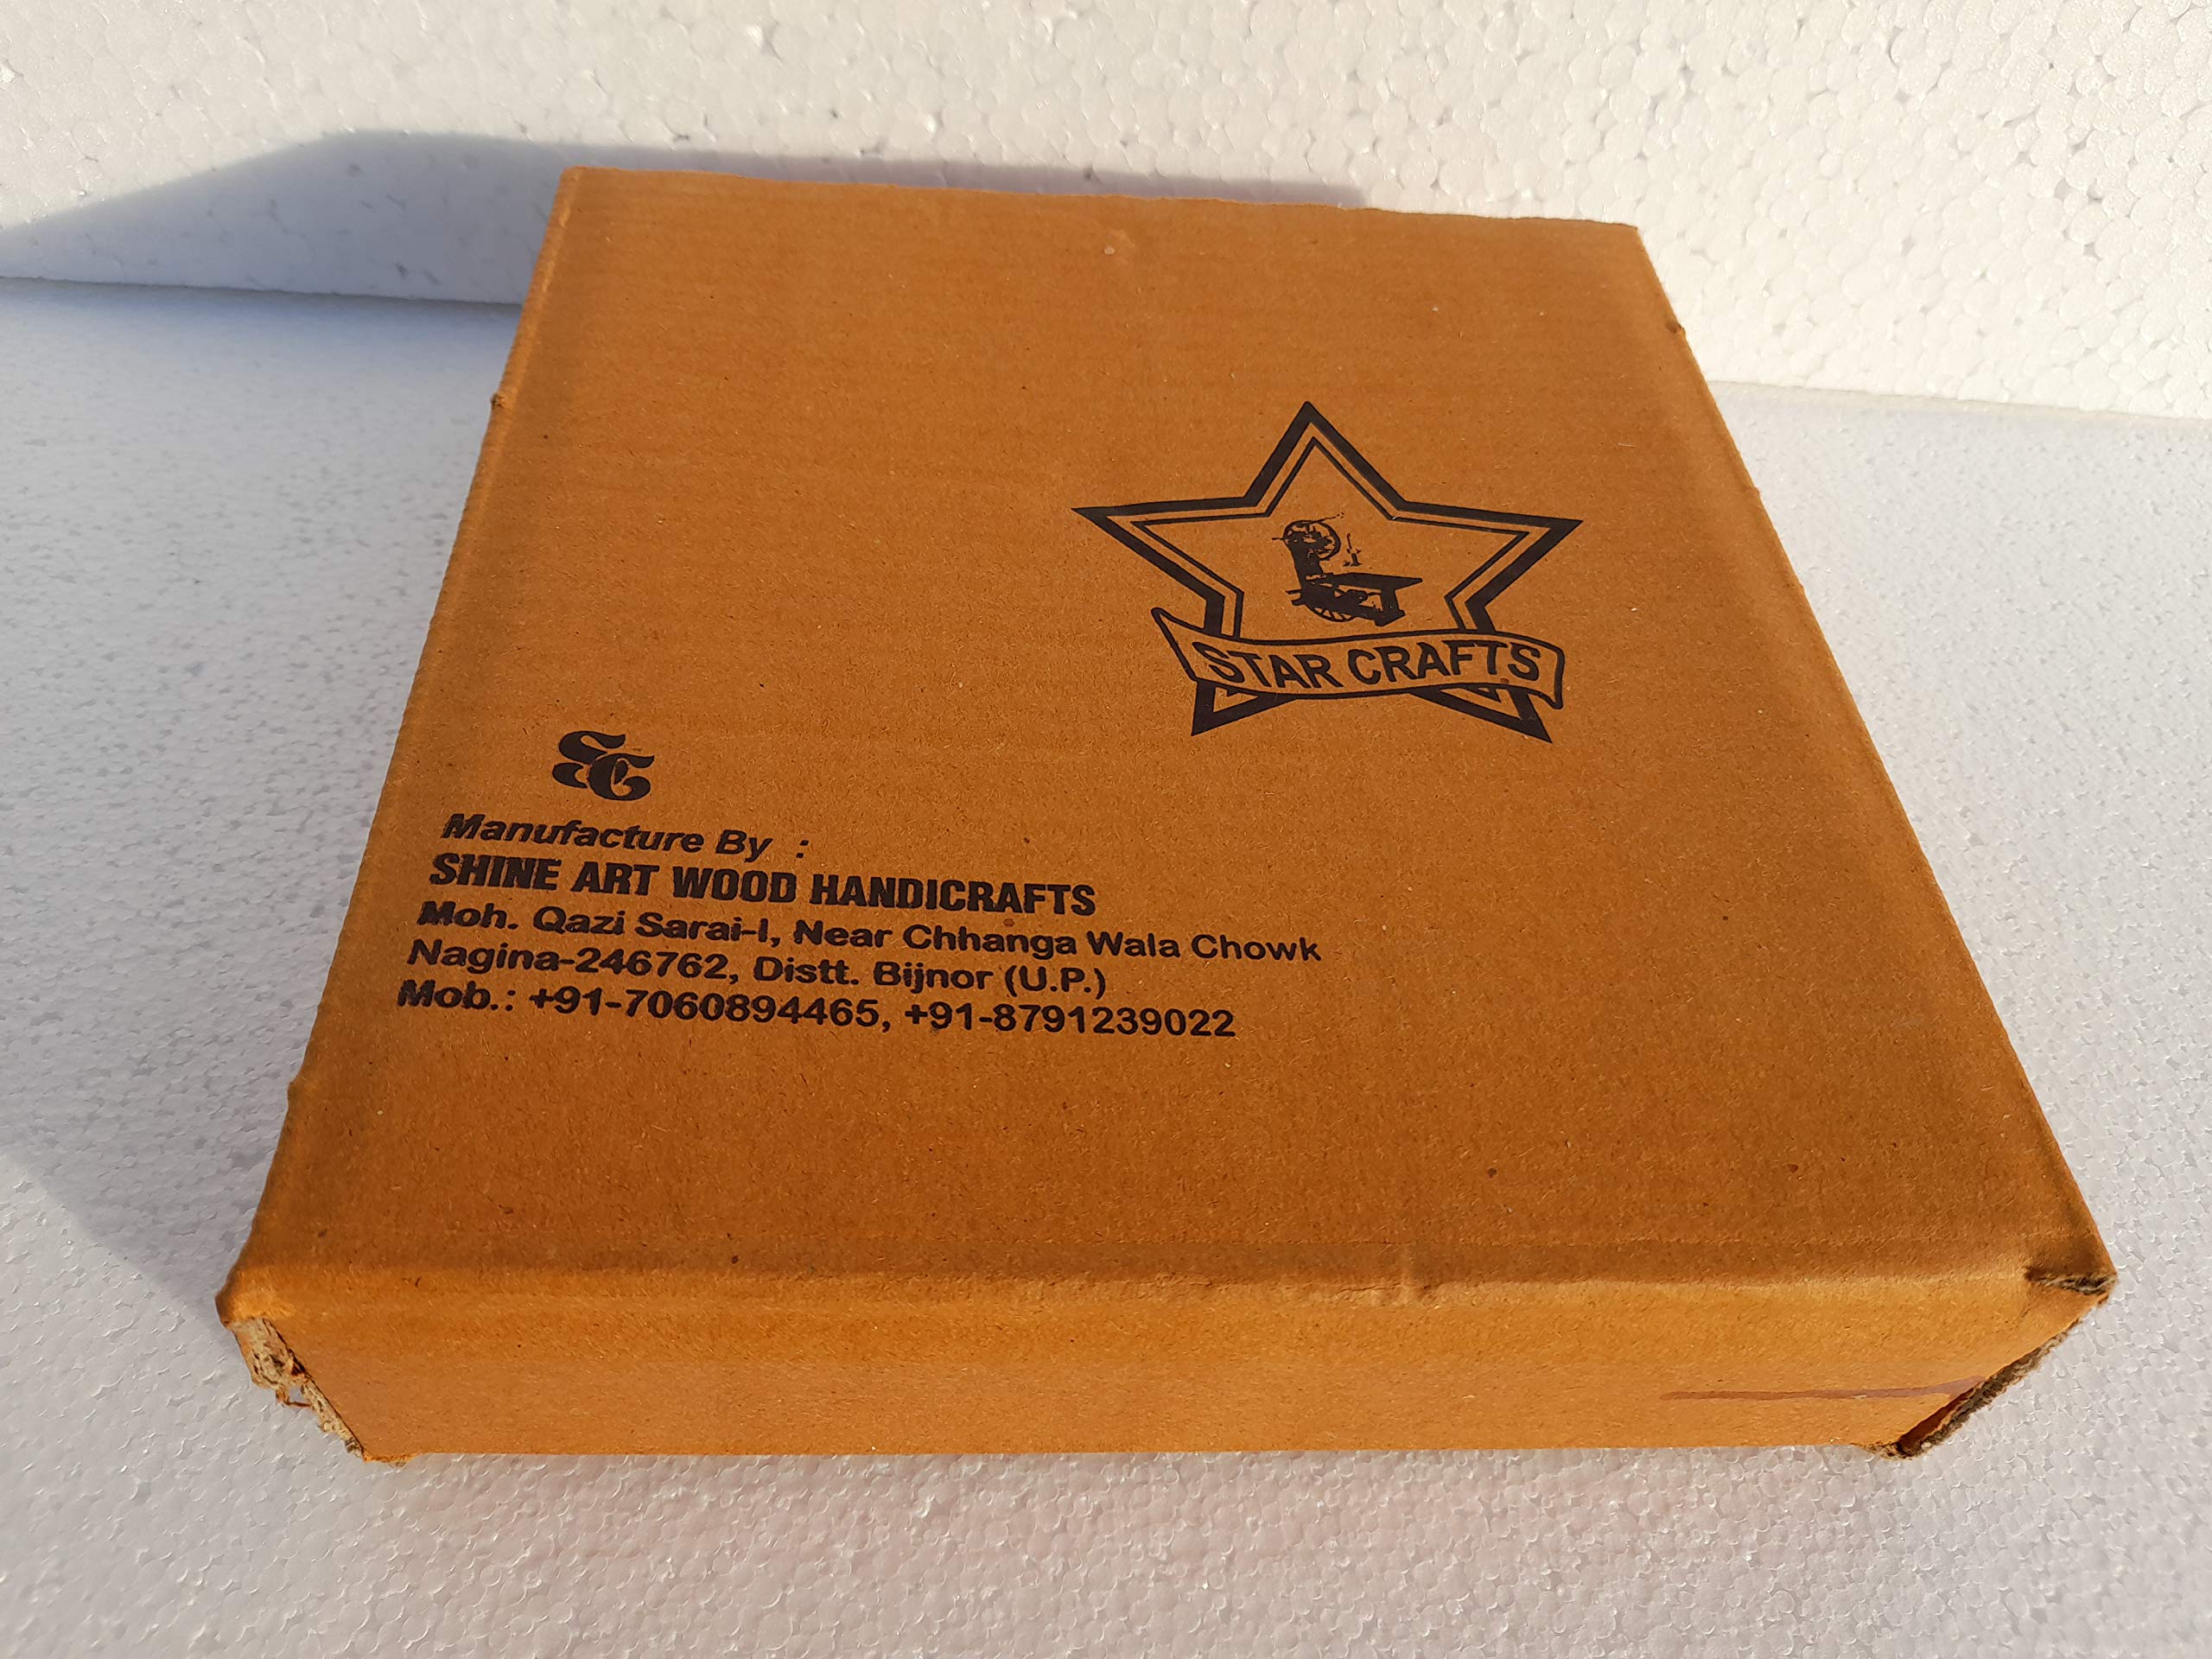 STAR CRAFTS
SC
Manufacture By :
SHINE ART WOOD HANDICRAFTS
Moh. Qazi Sarai-I, Near Chhanga Wala Chowk
Nagina-246762, Distt. Bijnor (U.P.)
Mob.: +91-7060894465, +91-8791239022